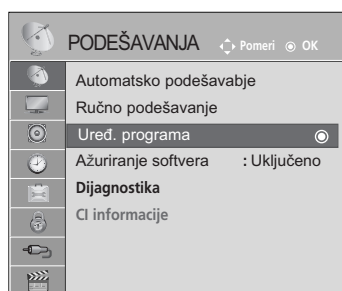 PODEŠAVANJA Pomeri OK
Automatsko podešavabje
Ručno podešavanje
Uređ. programa
Ažuriranje softvera : Uključeno
Dijagnostika
CI informacije